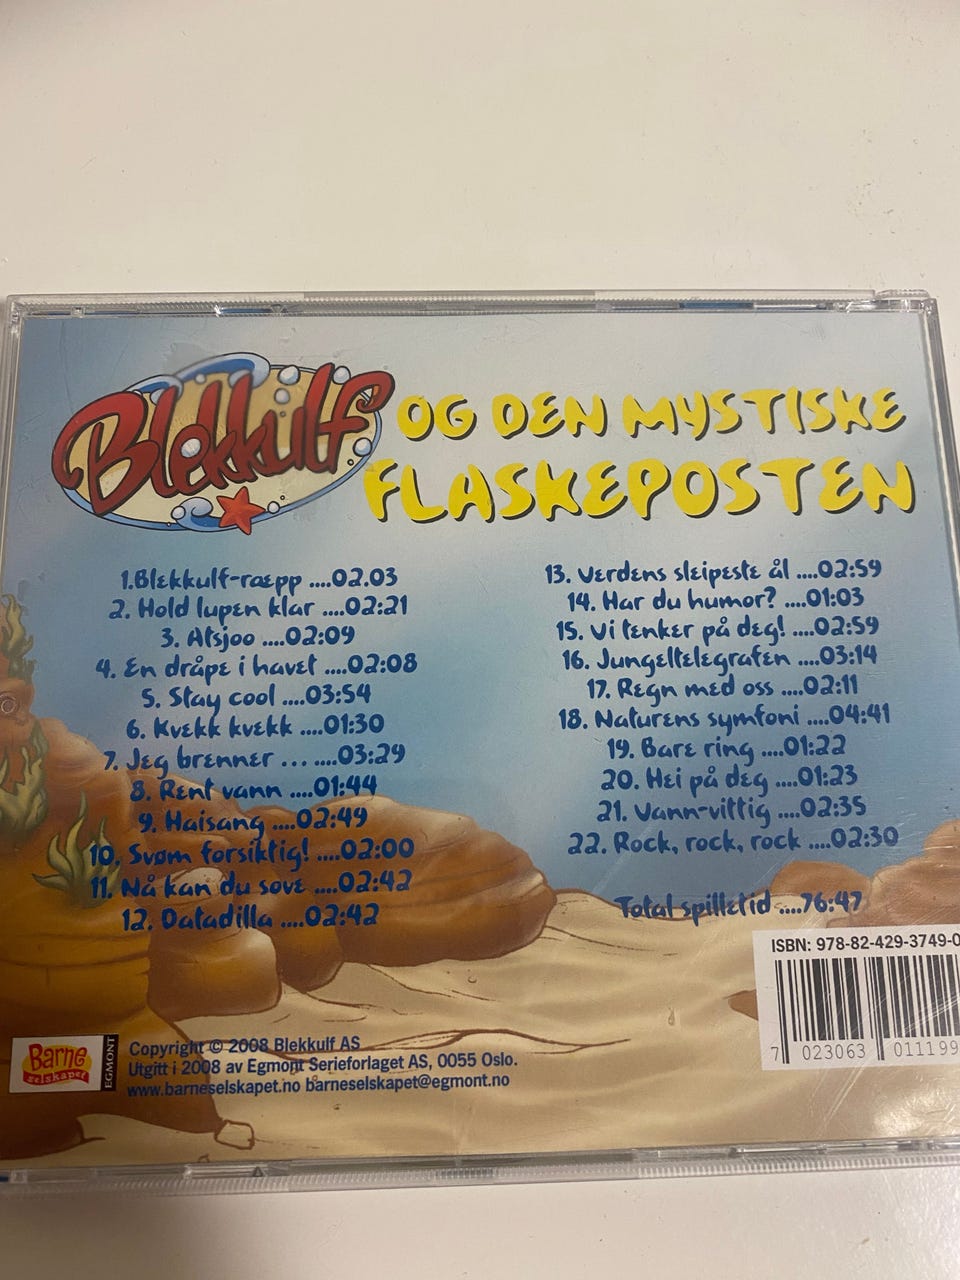 Blekkulf OG DEN MYSTISKE
FLASKEPOSTEN
1.Blekkulf-ræpp ....02.03
2. Hold lupen klar ....02:21
3. Atsjoo ....02:09
4. En dråpe i havet ....02:08
5. Stay cool ....03:54
6. Kvekk kvekk ....01:30
7. Jeg brenner ... ....03:29
8. Rent vann ....01:44
9. Haisang ....02:49
10. Svøm forsiktig! ....02:00
11. Nå kan du sove ....02:42
12. Datadilla ....02:42
13. Verdens sleipeste ål ....02:59
14. Har du humor? ....01:03
15. Vi tenker på deg! ....02:59
16. Jungeltelegrafen ....03:14
17. Regn med oss ....02:11
18. Naturens symfoni ....04:41
19. Bare ring ....01:22
20. Hei på deg ....01:23
21. Vann-vittig ....02:35
22. Rock, rock, rock ....02:30
Total spilletid ....76:47
ISBN: 978-82-429-3749-0
7 023063 011199
Barne
selskapet
EGMONT
Copyright © 2008 Blekkulf AS
Utgitt i 2008 av Egmont Serieforlaget AS, 0055 Oslo.
www.barneselskapet.no barneselskapet@egmont.no